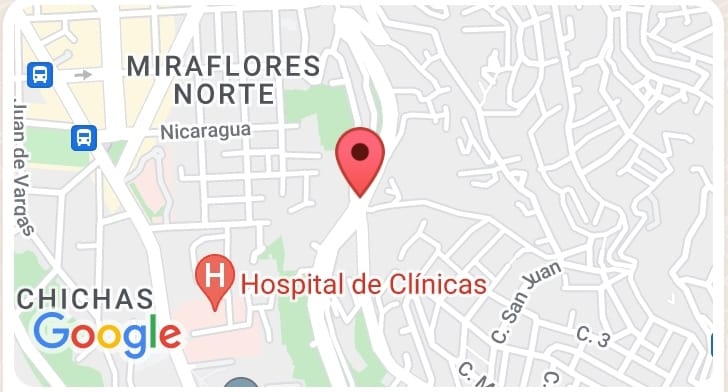 MIRAFLORES
NORTE
Nicaragua
Juan de Vargas
H
Hospital de Clínicas
CHICHAS
Google
C. San Juan
C. 3
C. M